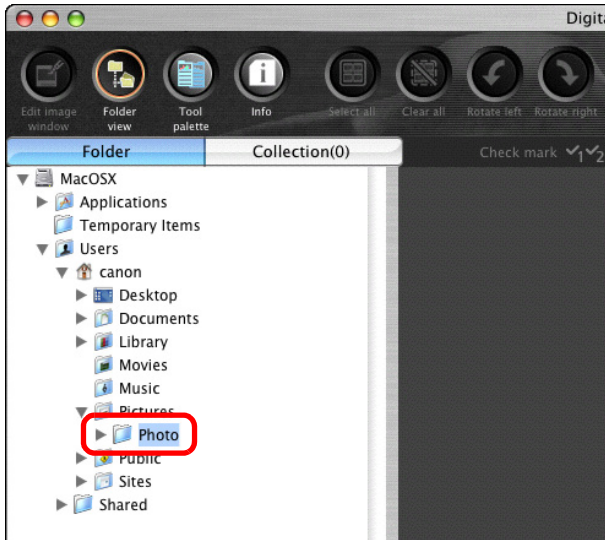 Digita
Edit image window
Folder view
Tool palette
Info
Select all
Clear all
Rotate left
Rotate right
Folder
Collection(0)
Check mark ✓1 ✓2
MacOSX
Applications
Temporary Items
Users
canon
Desktop
Documents
Library
Movies
Music
Pictures
Photo
Public
Sites
Shared